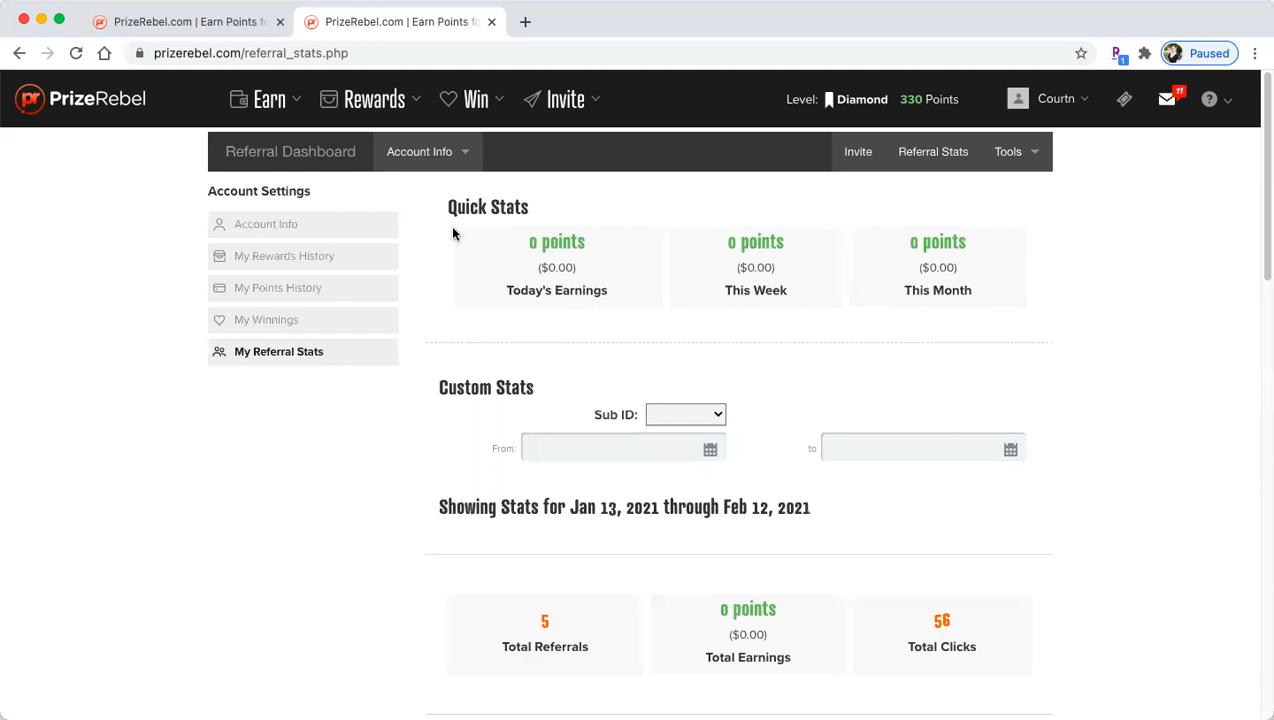 PrizeRebel.com | Earn Points f
PrizeRebel.com | Earn Points fo
prizerebel.com/referral_stats.php
1
Paused
pr PrizeRebel
Earn
Rewards
Win
Invite
Level: Diamond 330 Points
Courtn
11
?
Referral Dashboard
Account Info
Invite
Referral Stats
Tools
Account Settings
Account Info
My Rewards History
My Points History
My Winnings
My Referral Stats
Quick Stats
0 points
($0.00)
Today's Earnings
0 points
($0.00)
This Week
0 points
($0.00)
This Month
Custom Stats
Sub ID:
From:
to
Showing Stats for Jan 13, 2021 through Feb 12, 2021
5
Total Referrals
0 points
($0.00)
Total Earnings
56
Total Clicks